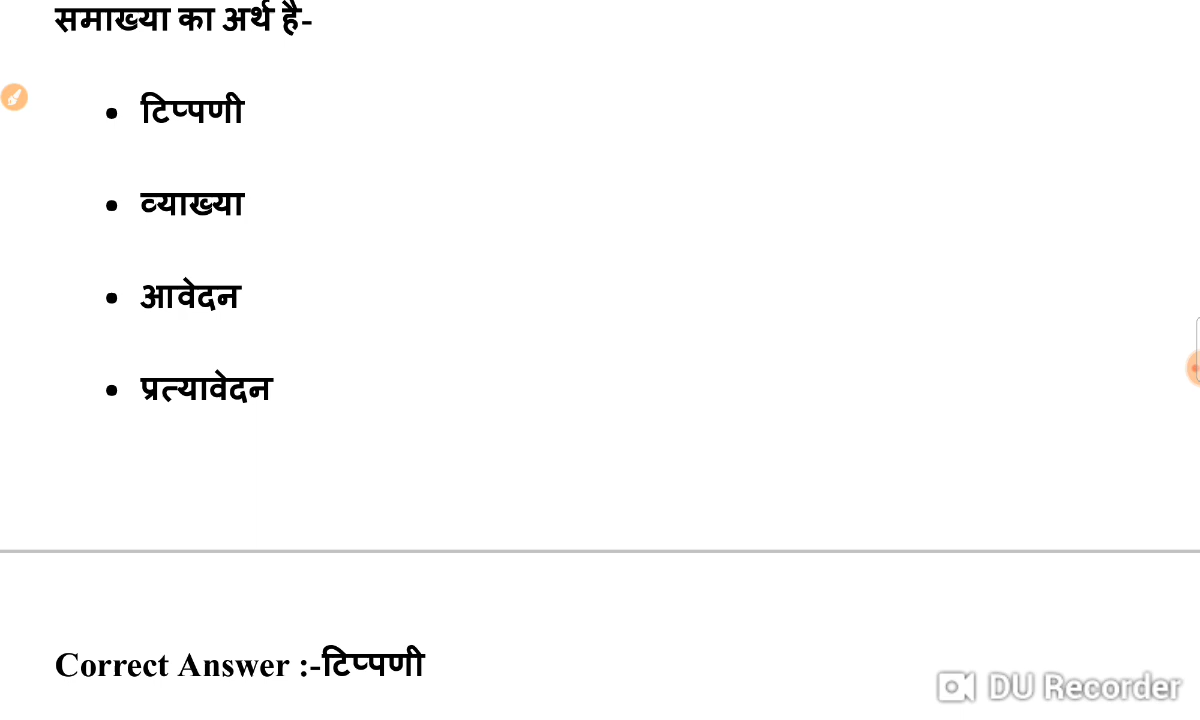 समाख्या का अर्थ है-
• टिप्पणी
• व्याख्या
• आवेदन
• प्रत्यावेदन
Correct Answer :-टिप्पणी
DU Recorder